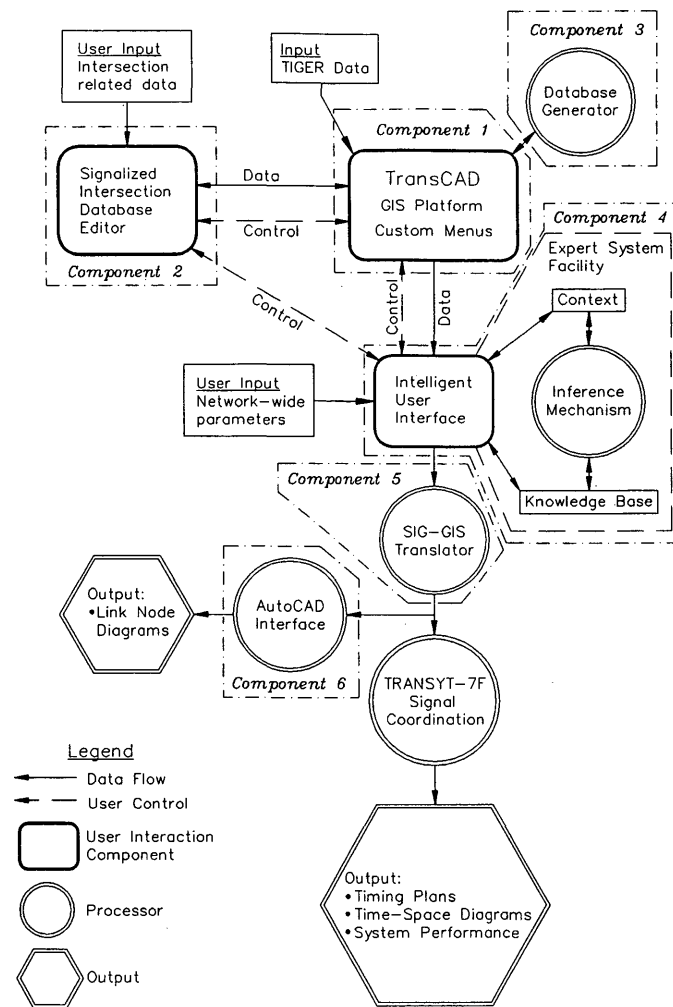 User Input
Intersection
related data
Input
TIGER Data
Component 3
Database
Generator
Component 1
TransCAD
GIS Platform
Custom Menus
Signalized
Intersection
Database
Editor
Component 2
Data
Control
Control
Control
Data
Component 4
Expert System
Facility
Context
Inference
Mechanism
Knowledge Base
User Input
Network-wide
parameters
Intelligent
User
Interface
Component 5
SIG-GIS
Translator
Output:
•Link Node
Diagrams
AutoCAD
Interface
Component 6
TRANSYT-7F
Signal
Coordination
Legend
Data Flow
User Control
User Interaction
Component
Processor
Output
Output:
•Timing Plans
•Time-Space Diagrams
•System Performance